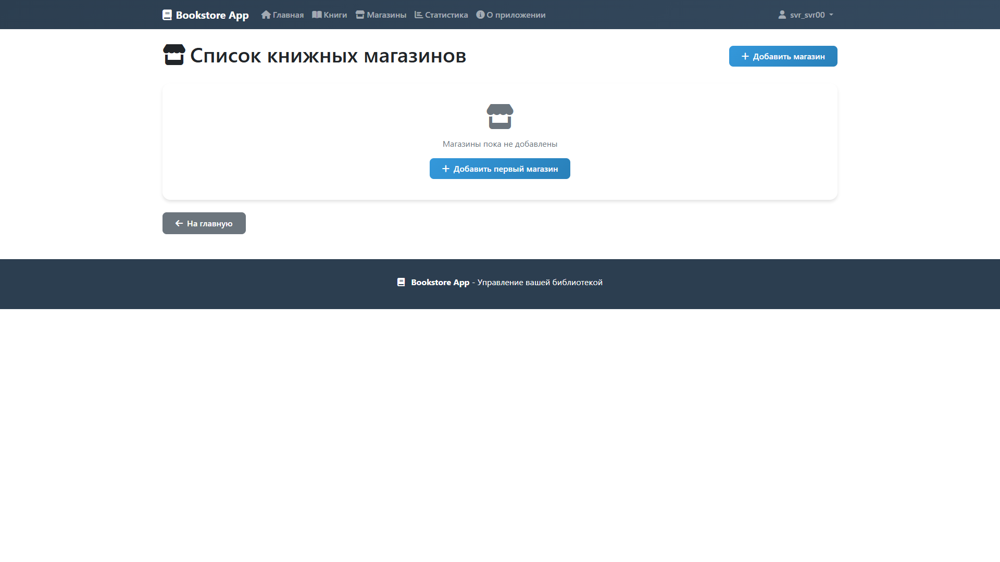 Bookstore App Главная Книги Магазины Статистика О приложении svr_svr00
Список книжных магазинов
Добавить магазин
Магазины пока не добавлены
Добавить первый магазин
На главную
Bookstore App - Управление вашей библиотекой